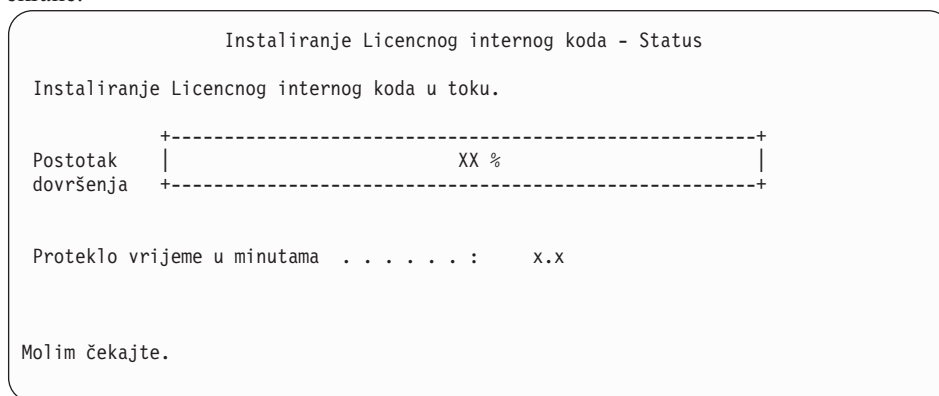 Instaliranje Licencnog internog koda - Status
Instaliranje Licencnog internog koda u toku.
+-------------------------------------------------------+
Postotak | XX % |
dovršenja +-------------------------------------------------------+
Proteklo vrijeme u minutama . . . . . . : x.x
Molim čekajte.